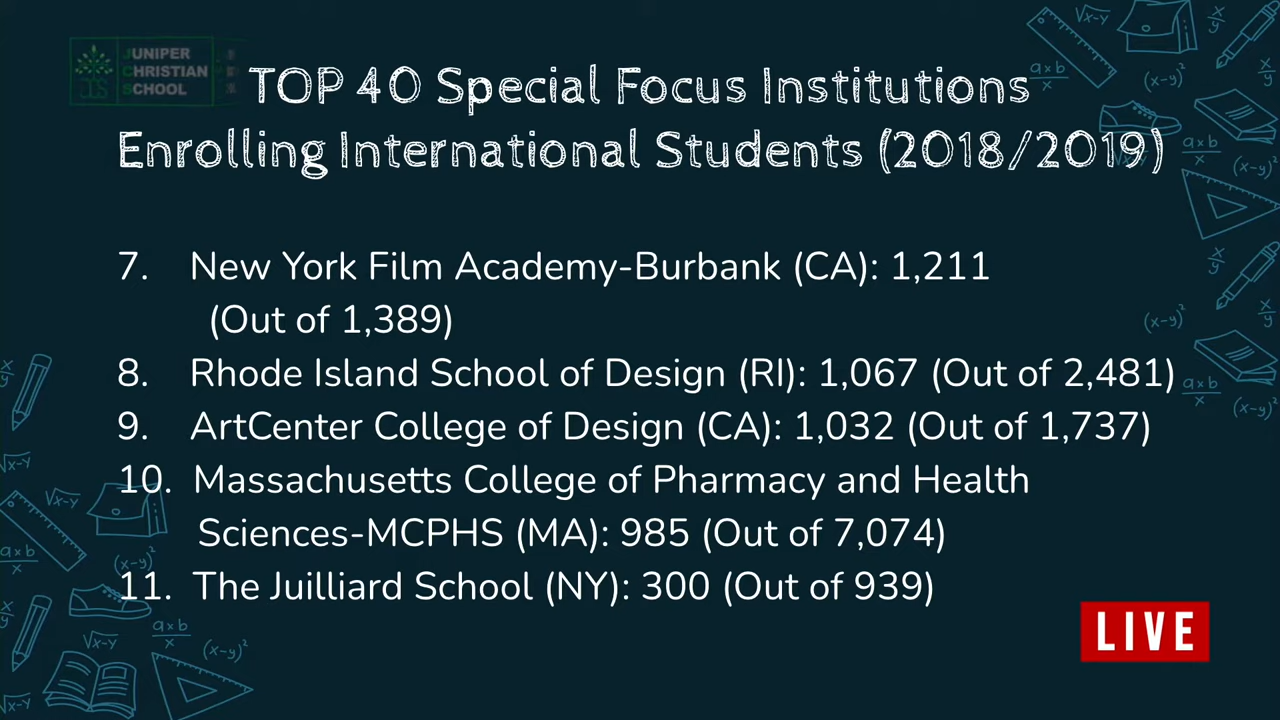 JUNIPER
CHRISTIAN
SCHOOL
TOP 40 Special Focus Institutions
Enrolling International Students (2018/2019)
7. New York Film Academy-Burbank (CA): 1,211
(Out of 1,389)
8. Rhode Island School of Design (RI): 1,067 (Out of 2,481)
9. ArtCenter College of Design (CA): 1,032 (Out of 1,737)
10. Massachusetts College of Pharmacy and Health
Sciences-MCPHS (MA): 985 (Out of 7,074)
11. The Juilliard School (NY): 300 (Out of 939)
LIVE